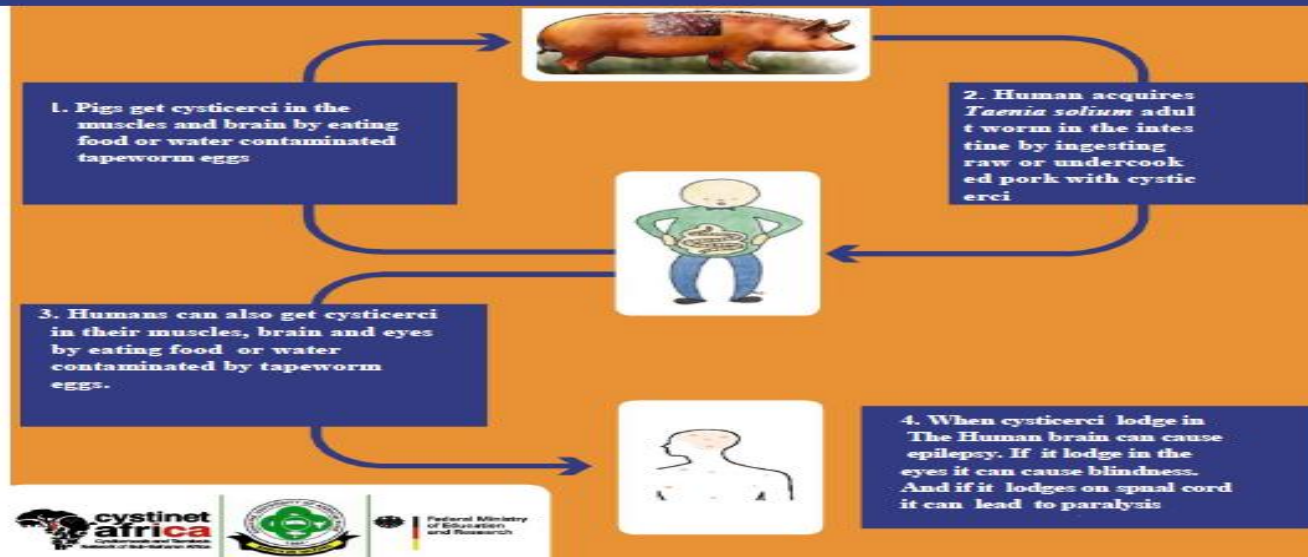 1. Pigs get cysticerci in the
muscles and brain by eating
food or water contaminated
tapeworm eggs
2. Human acquires
Taenia solium adul
t worm in the intes
tine by ingesting
raw or undercook
ed pork with cystic
erci
3. Humans can also get cysticerci
in their muscles, brain and eyes
by eating food or water
contaminated by tapeworm
eggs.
4. When cysticerci lodge in
The Human brain can cause
epilepsy. If it lodge in the
eyes it can cause blindness.
And if it lodges on spnal cord
it can lead to paralysis
cystinet
africa
Federal Ministry
of Education
and Research